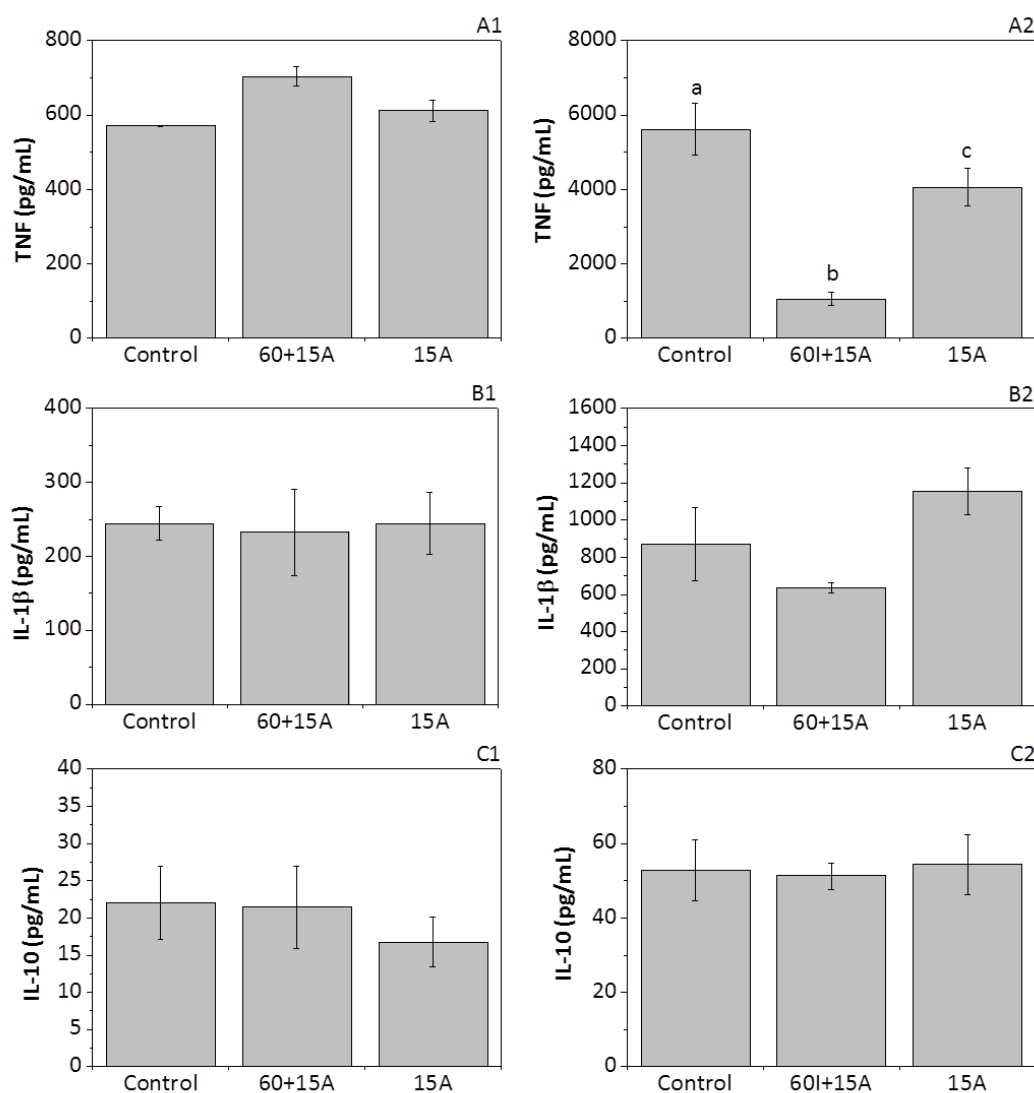 A1
800
600
400
200
0
TNF (pg/mL)
Control 60+15A 15A
A2
8000
6000
4000
2000
0
TNF (pg/mL)
a
b
c
Control 60I+15A 15A
B1
400
300
200
100
0
IL-1β (pg/mL)
Control 60+15A 15A
B2
1600
1400
1200
1000
800
600
400
200
0
IL-1β (pg/mL)
Control 60+15A 15A
C1
40
35
30
25
20
15
10
5
0
IL-10 (pg/mL)
Control 60+15A 15A
C2
80
60
40
20
0
IL-10 (pg/mL)
Control 60I+15A 15A